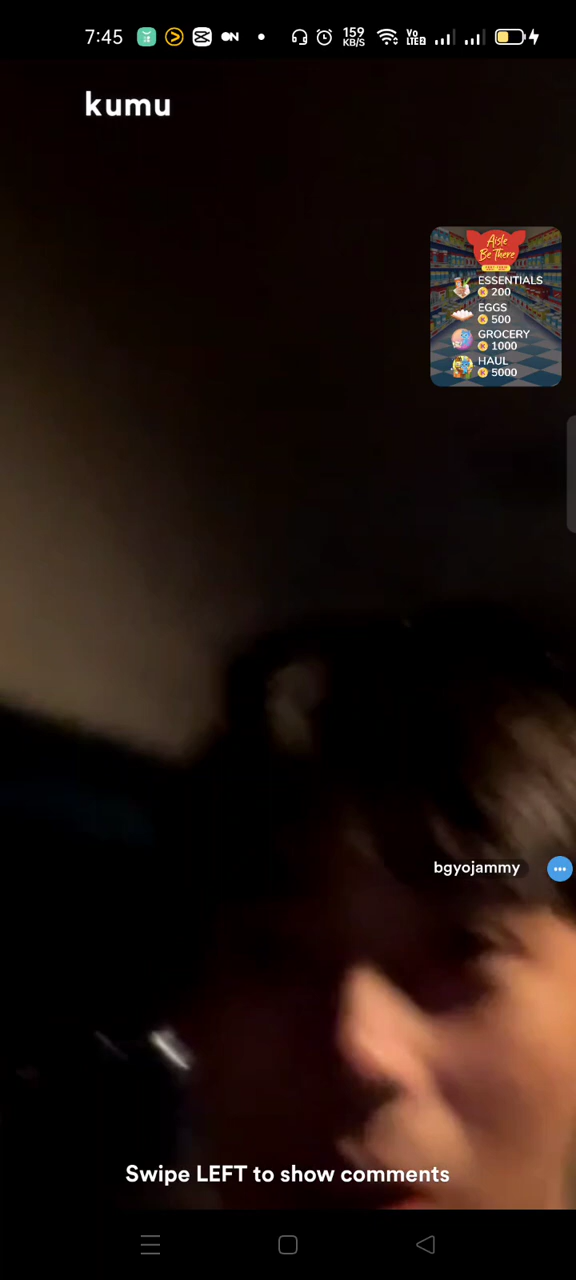 7:45
ON
159
KB/S
Vo
LTE2
kumu
Aisle
Be There
ESSENTIALS
200
EGGS
500
GROCERY
1000
HAUL
5000
bgyojammy
Swipe LEFT to show comments